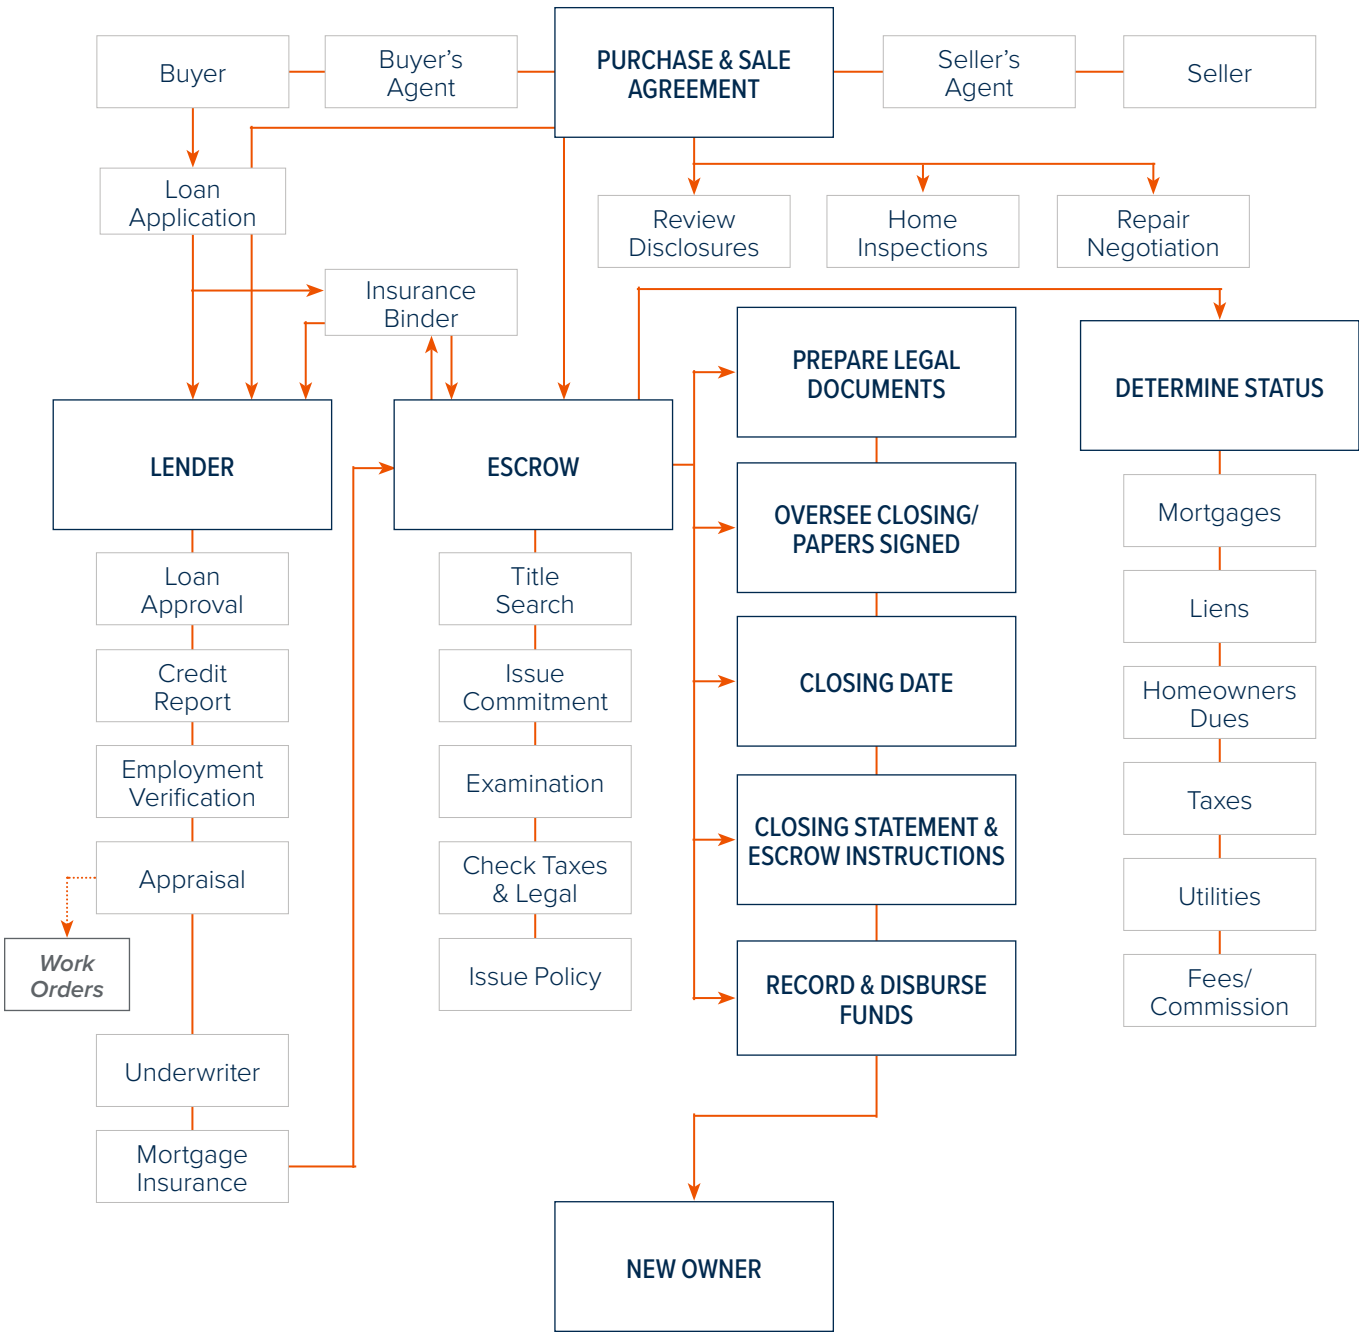 Buyer
Buyer's
Agent
PURCHASE & SALE
AGREEMENT
Seller's
Agent
Seller
Loan
Application
Review
Disclosures
Home
Inspections
Repair
Negotiation
Insurance
Binder
LENDER
ESCROW
PREPARE LEGAL
DOCUMENTS
DETERMINE STATUS
OVERSEE CLOSING/
PAPERS SIGNED
CLOSING DATE
CLOSING STATEMENT &
ESCROW INSTRUCTIONS
RECORD & DISBURSE
FUNDS
Loan
Approval
Credit
Report
Employment
Verification
Appraisal
Work
Orders
Underwriter
Mortgage
Insurance
Title
Search
Issue
Commitment
Examination
Check Taxes
& Legal
Issue Policy
Mortgages
Liens
Homeowners
Dues
Taxes
Utilities
Fees/
Commission
NEW OWNER